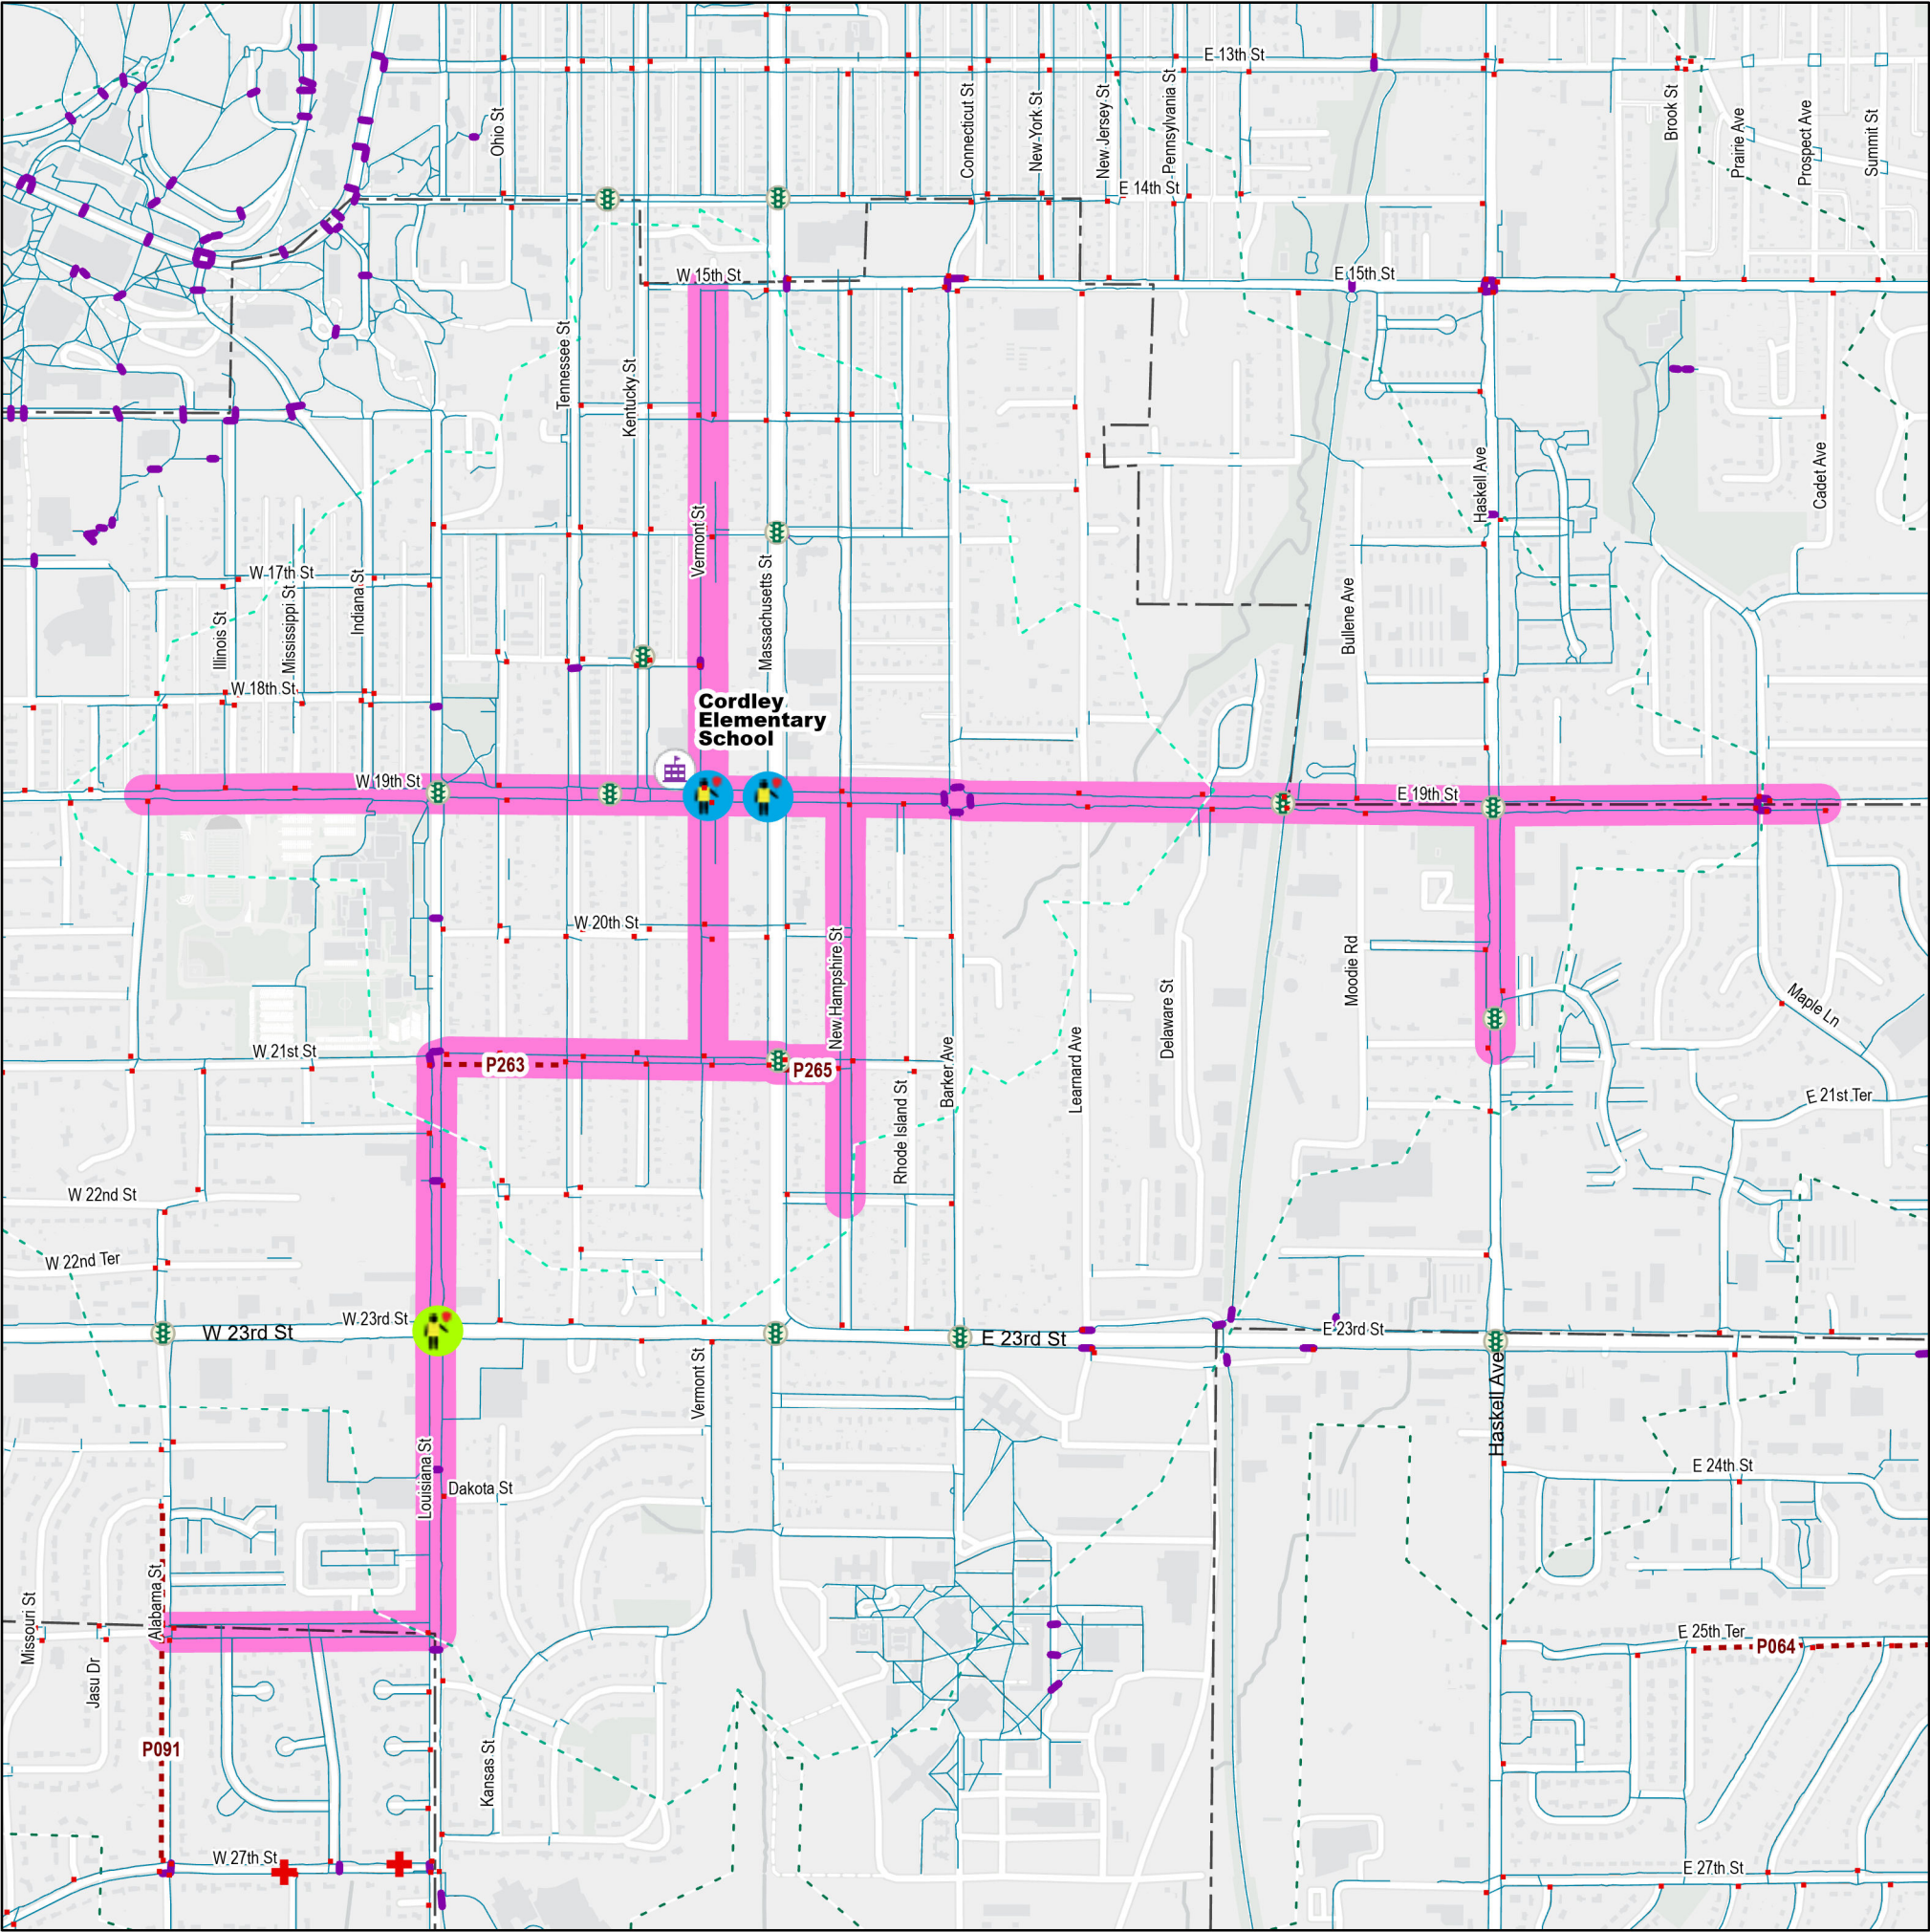 E 13th St
Ohio St
Connecticut St
New York St
New Jersey St
Pennsylvania St
Brook St
Prairie Ave
Prospect Ave
Summit St
E 14th St
W 15th St
E 15th St
Tennessee St
Kentucky St
Vermont St
Massachusetts St
Haskell Ave
Cadet Ave
W 17th St
Illinois St
Mississippi St
Indiana St
Bullene Ave
W 18th St
Cordley
Elementary
School
W 19th St
E 19th St
W 20th St
New Hampshire St
Delaware St
Moodie Rd
Maple Ln
W 21st St
P263
P265
Barker Ave
Learnard Ave
Rhode Island St
E 21st Ter
W 22nd St
W 22nd Ter
W 23rd St
W 23rd St
E 23rd St
E 23rd St
Vermont St
Haskell Ave
Louisiana St
Dakota St
E 24th St
Missouri St
Alabama St
Jasu Dr
E 25th Ter
P064
P091
Kansas St
W 27th St
E 27th St